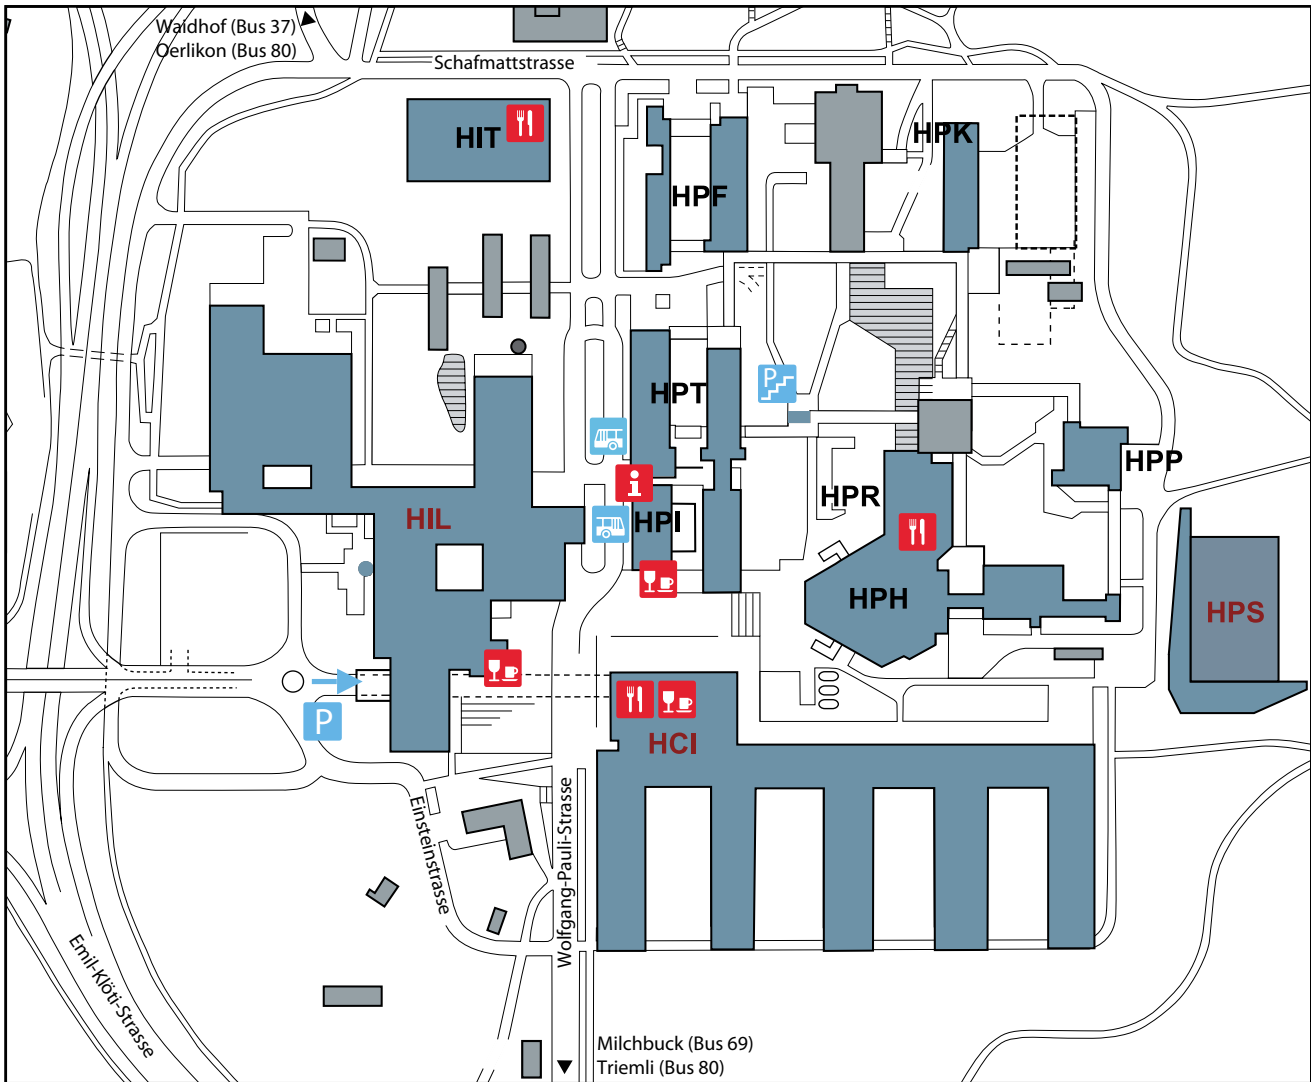 Waidhof (Bus 37)
Oerlikon (Bus 80)
Schafmattstrasse
HIT
HPK
HPF
HPT
P
HPP
HPR
HIL
i
HPI
HPH
HPS
P
HCI
Einsteinstrasse
Wolfgang-Pauli-Strasse
Emil-Klöti-Strasse
Milchbuck (Bus 69)
Triemli (Bus 80)